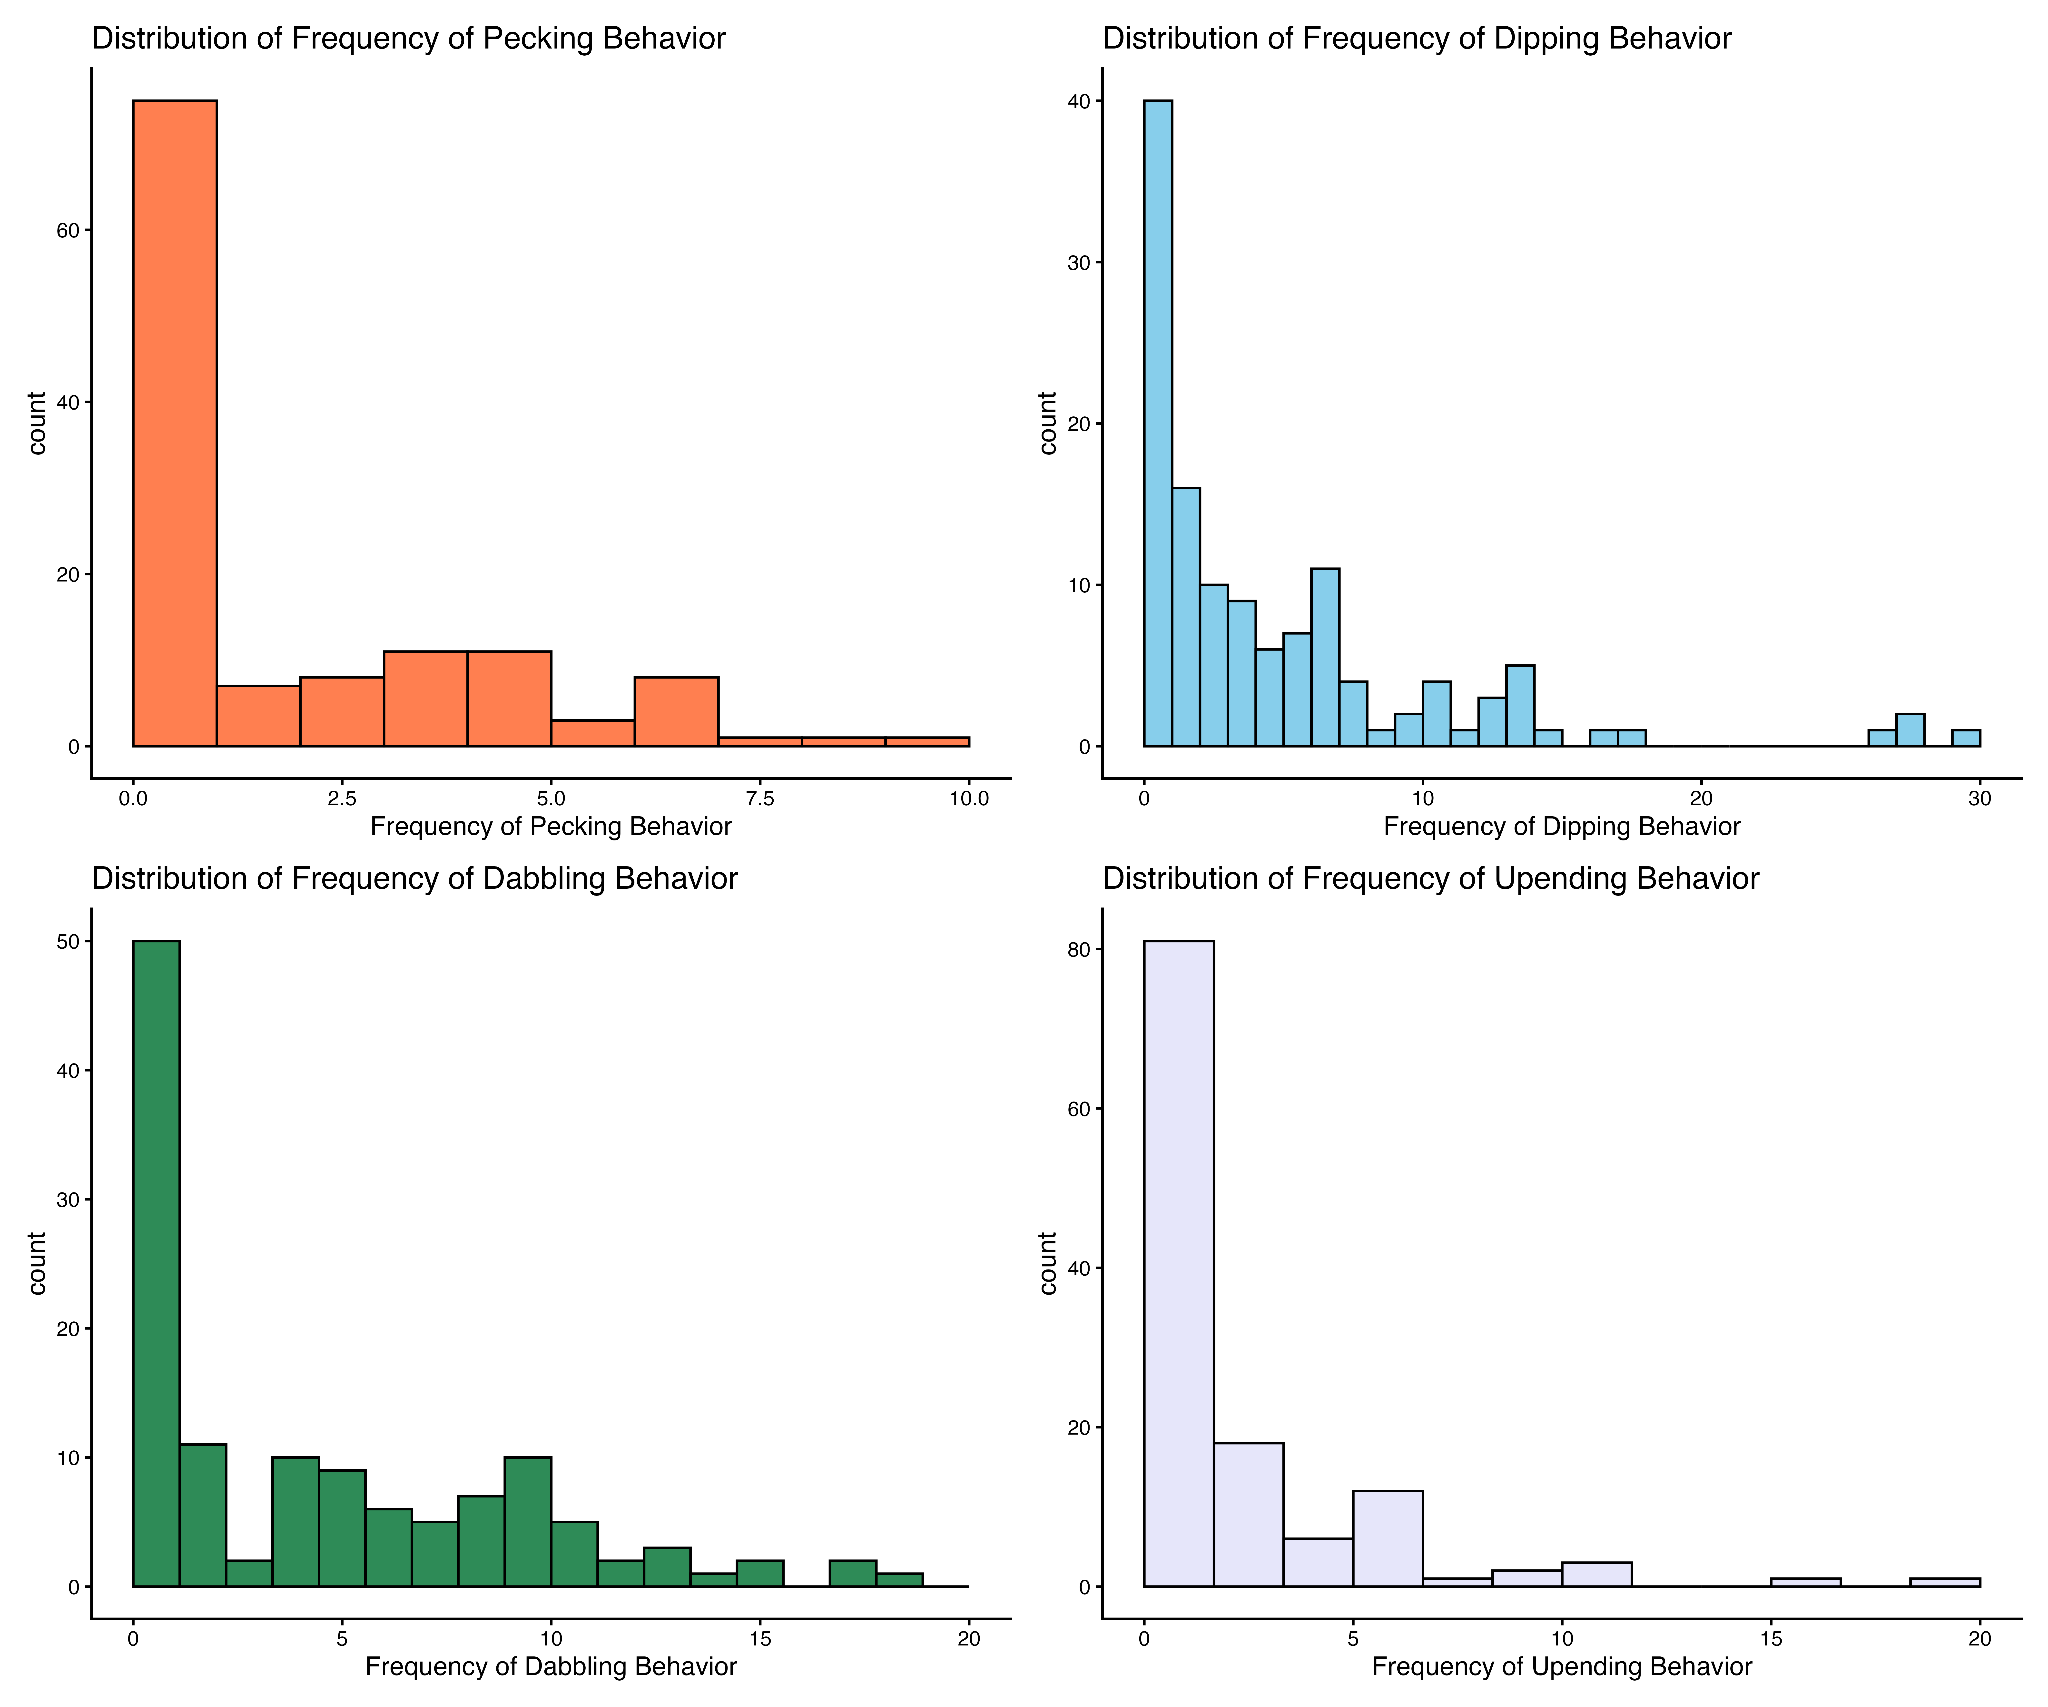 Distribution of Frequency of Pecking Behavior
count
60
40
20
0
0.0 2.5 5.0 7.5 10.0
Frequency of Pecking Behavior
Distribution of Frequency of Dipping Behavior
count
40
30
20
10
0
0 10 20 30
Frequency of Dipping Behavior
Distribution of Frequency of Dabbling Behavior
count
50
40
30
20
10
0
0 5 10 15 20
Frequency of Dabbling Behavior
Distribution of Frequency of Upending Behavior
count
80
60
40
20
0
0 5 10 15 20
Frequency of Upending Behavior